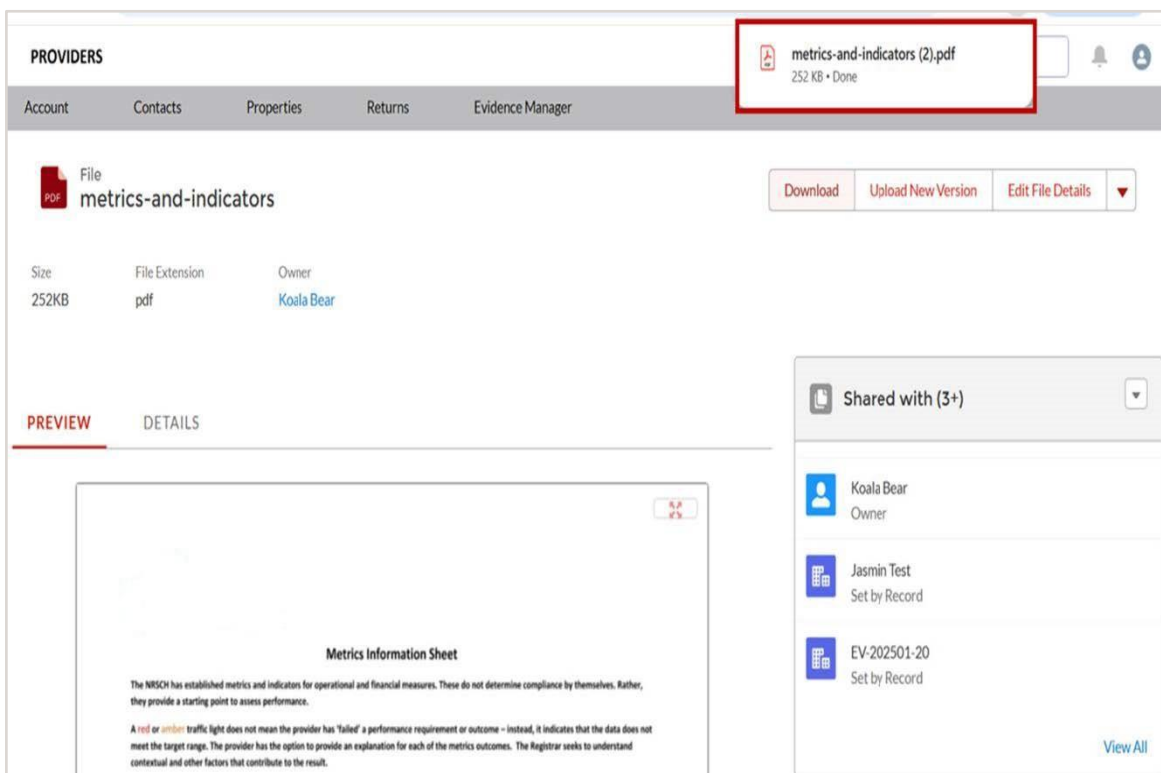 PROVIDERS
metrics-and-indicators (2).pdf
252 KB • Done
Account Contacts Properties Returns Evidence Manager
PDF
File
metrics-and-indicators
Download Upload New Version Edit File Details
Size File Extension Owner
252KB pdf Koala Bear
Shared with (3+)
PREVIEW DETAILS
Koala Bear
Owner
Jasmin Test
Set by Record
EV-202501-20
Set by Record
View All
Metrics Information Sheet
The NRSCH has established metrics and indicators for operational and financial measures. These do not determine compliance by themselves. Rather,
they provide a starting point to assess performance.
A red or amber traffic light does not mean the provider has 'failed' a performance requirement or outcome – instead, it indicates that the data does not
meet the target range. The provider has the option to provide an explanation for each of the metrics outcomes. The Registrar seeks to understand
contextual and other factors that contribute to the result.